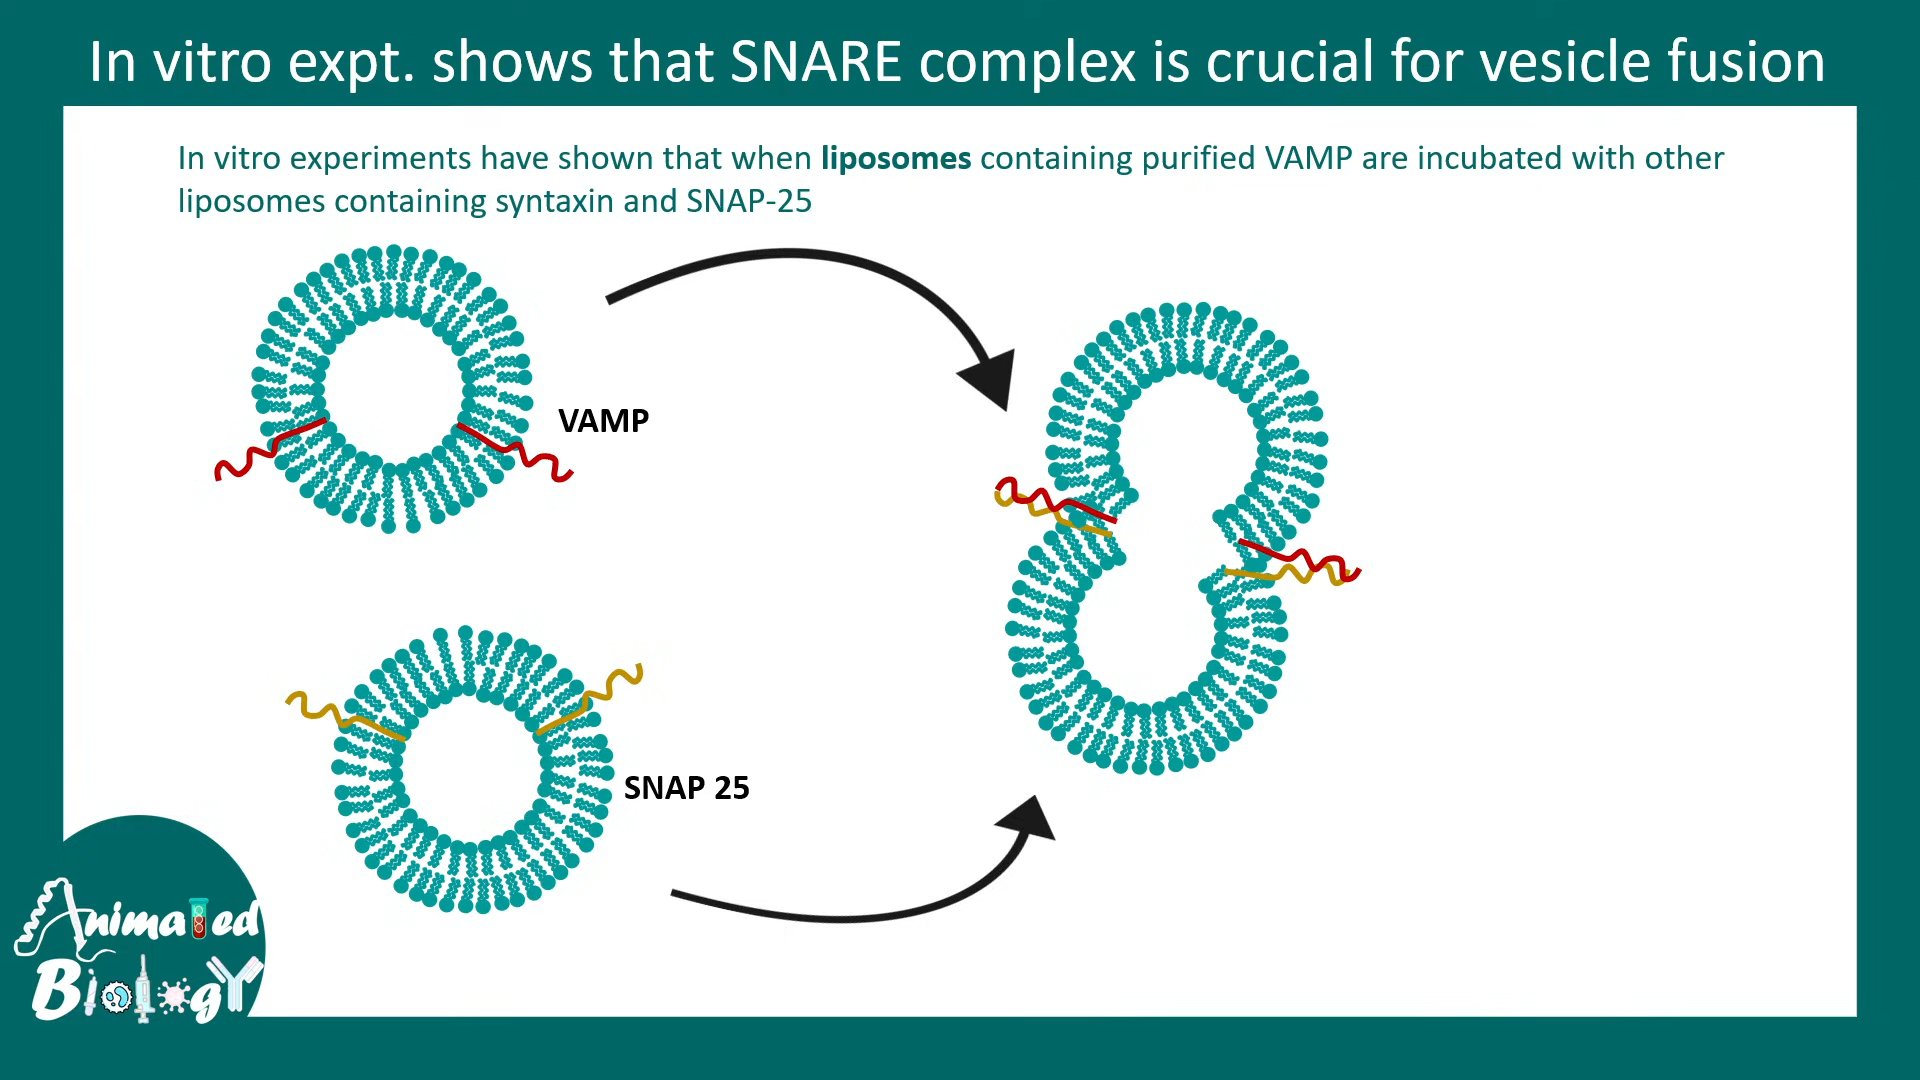 In vitro expt. shows that SNARE complex is crucial for vesicle fusion
In vitro experiments have shown that when liposomes containing purified VAMP are incubated with other
liposomes containing syntaxin and SNAP-25
VAMP
SNAP 25
Animated
Biology